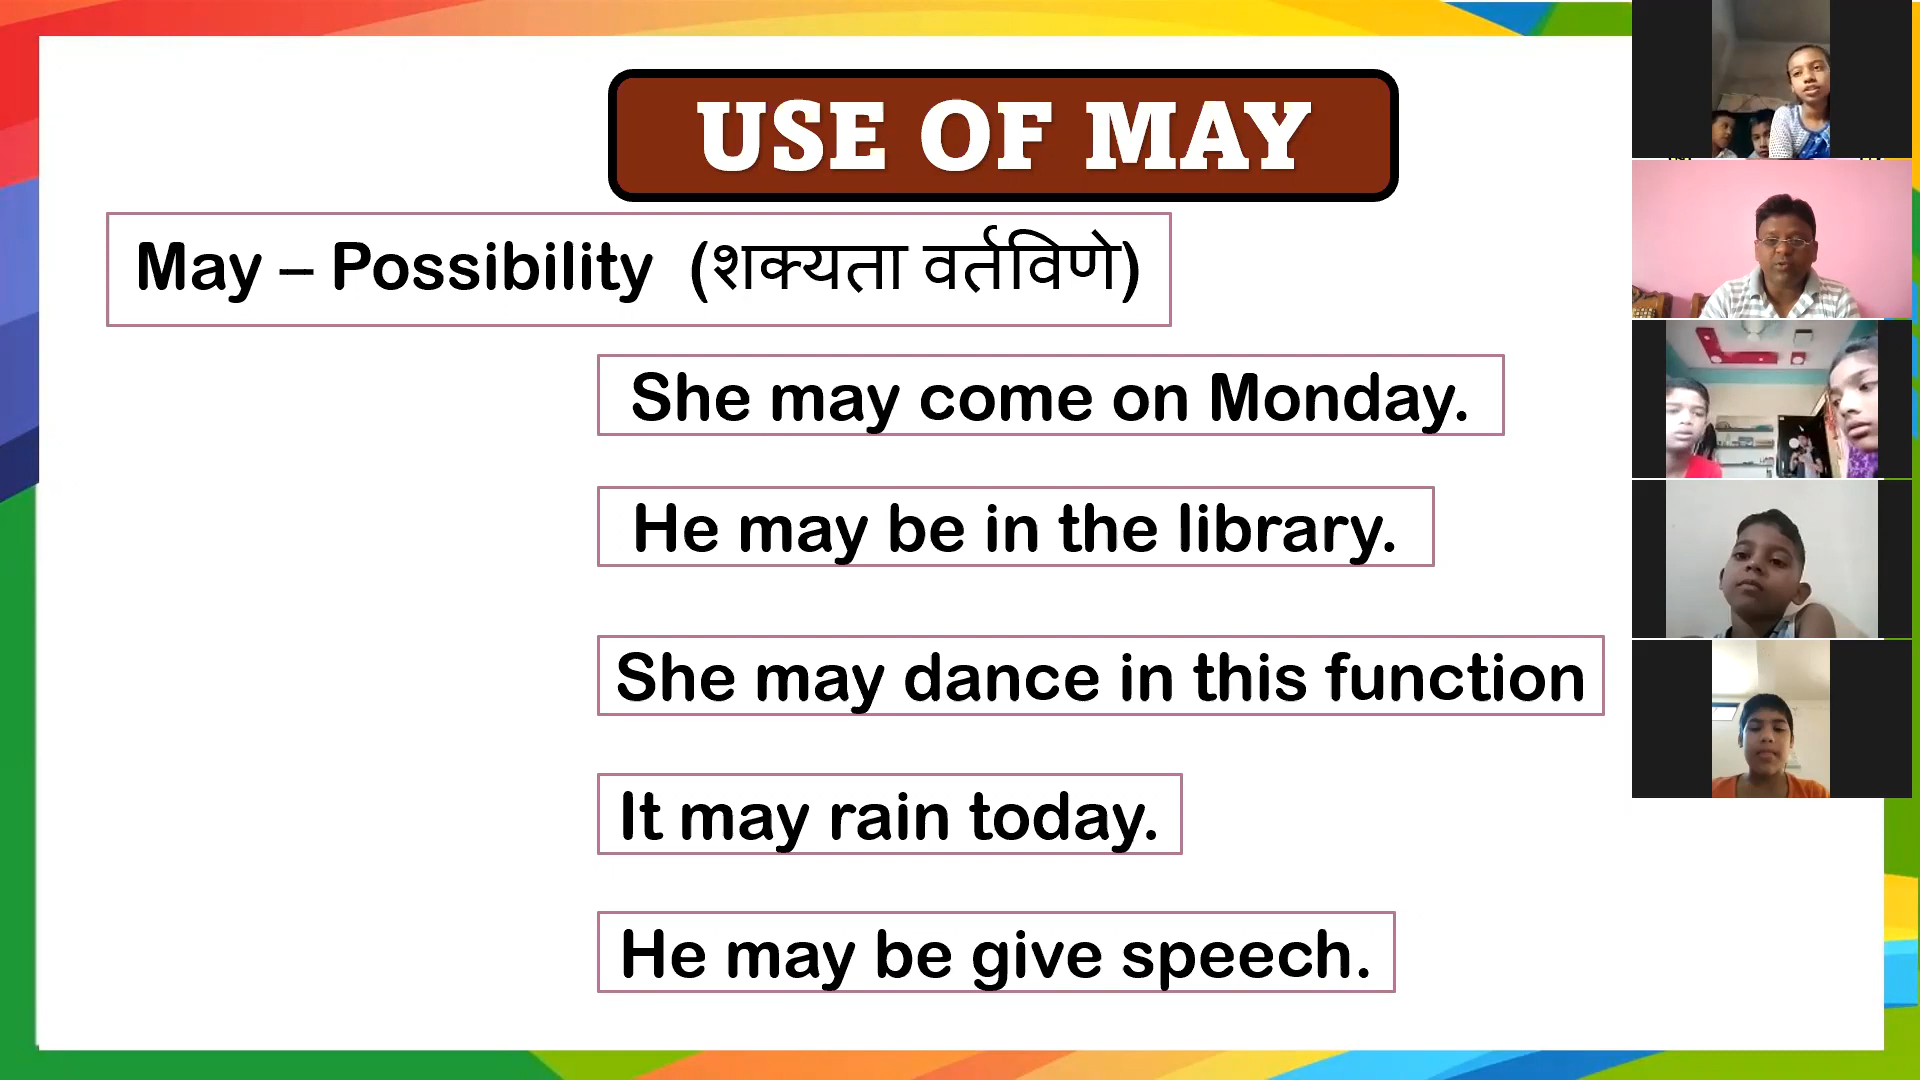 USE OF MAY
May – Possibility (शक्यता वर्तविणे)
She may come on Monday.
He may be in the library.
She may dance in this function
It may rain today.
He may be give speech.